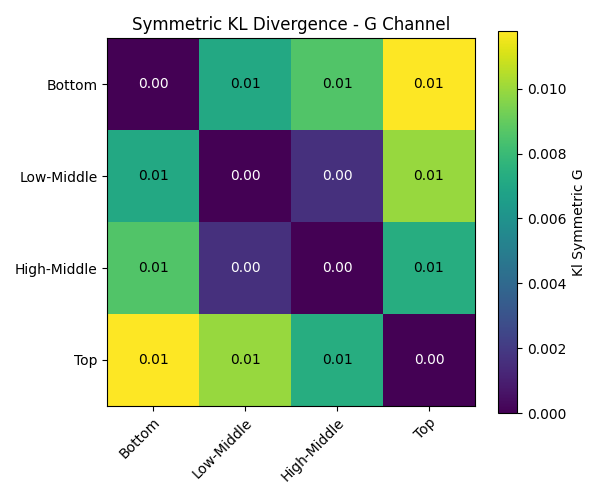 Symmetric KL Divergence - G Channel
Bottom 0.00 0.01 0.01 0.01
Low-Middle 0.01 0.00 0.00 0.01
High-Middle 0.01 0.00 0.00 0.01
Top 0.01 0.01 0.01 0.00
Bottom Low-Middle High-Middle Top
0.010
0.008
0.006
0.004
0.002
0.000
Kl Symmetric G